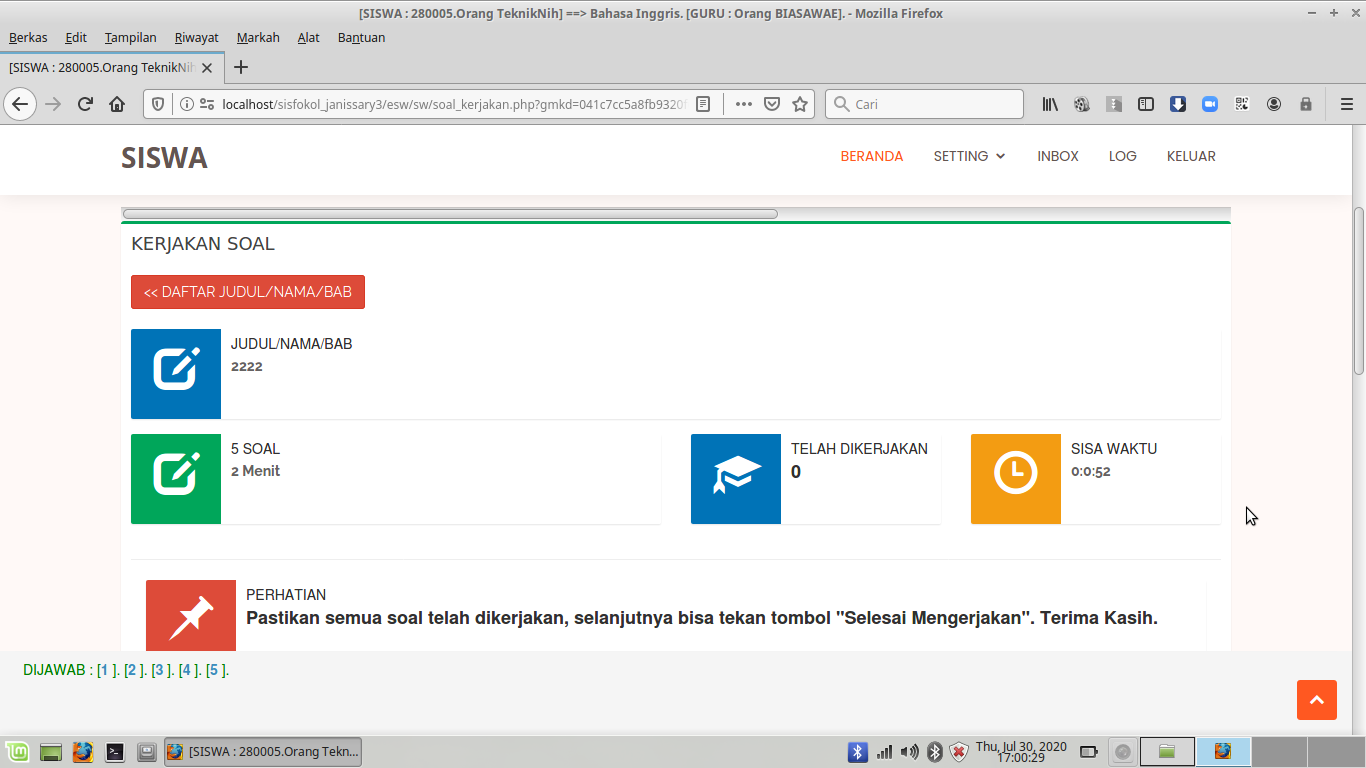 [SISWA : 280005.Orang TeknikNih] ==> Bahasa Inggris. [GURU : Orang BIASAWAE]. - Mozilla Firefox
Berkas Edit Tampilan Riwayat Markah Alat Bantuan
[SISWA : 280005.Orang TeknikNih
localhost/sisfokol_janissary3/esw/sw/soal_kerjakan.php?gmkd=041c7cc5a8fb9320
Cari
SISWA
BERANDA SETTING INBOX LOG KELUAR
KERJAKAN SOAL
<< DAFTAR JUDUL/NAMA/BAB
JUDUL/NAMA/BAB
2222
5 SOAL
2 Menit
TELAH DIKERJAKAN
0
SISA WAKTU
0:0:52
PERHATIAN
Pastikan semua soal telah dikerjakan, selanjutnya bisa tekan tombol "Selesai Mengerjakan". Terima Kasih.
DIJAWAB : [1 ]. [2 ]. [3 ]. [4 ]. [5 ].
[SISWA : 280005.Orang Tekn...
Thu, Jul 30, 2020
17:00:29